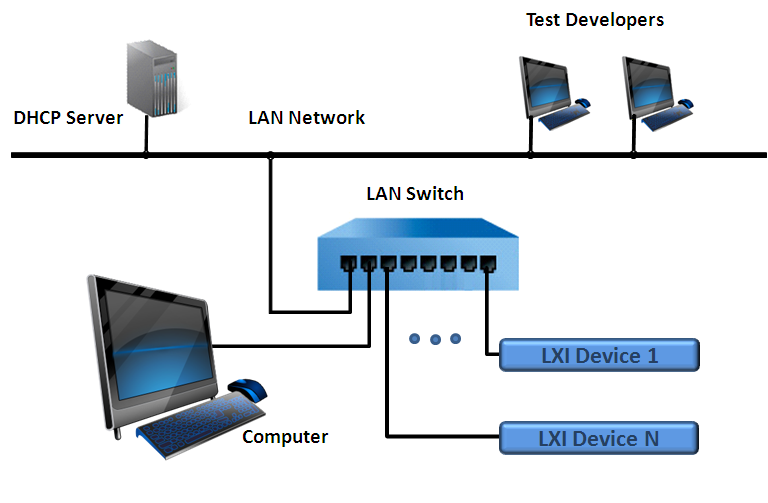 Test Developers
DHCP Server
LAN Network
LAN Switch
LXI Device 1
Computer
LXI Device N